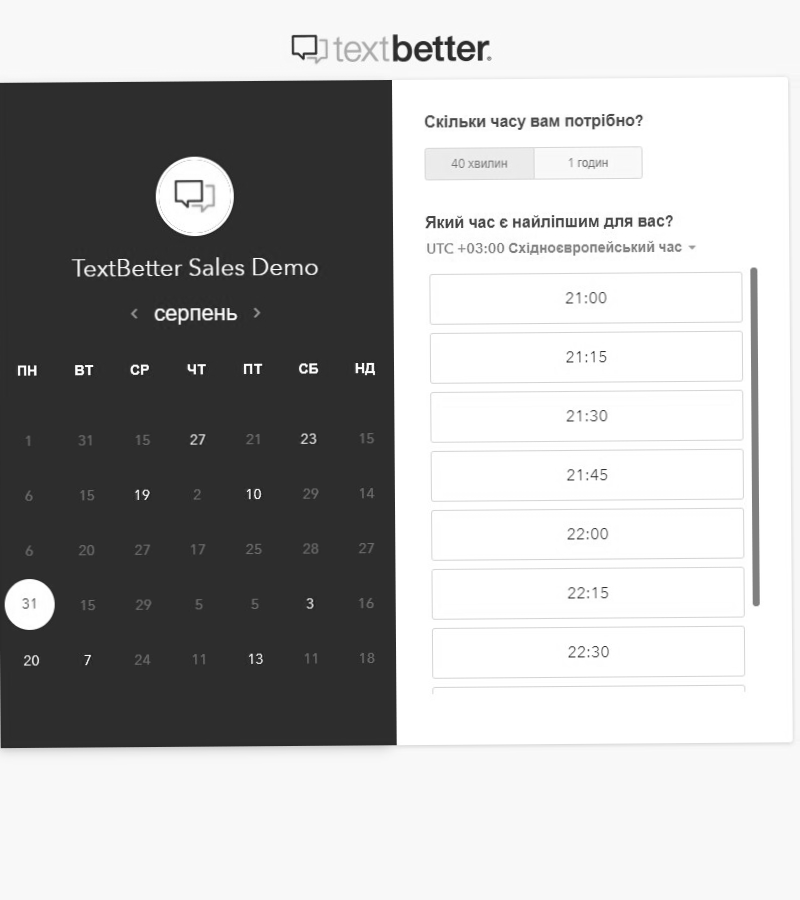 textbetter.
TextBetter Sales Demo
серпень
ПН ВТ СР ЧТ ПТ СБ НД
1 31 15 27 21 23 15
6 15 19 2 10 29 14
6 20 27 17 25 28 27
31 15 29 5 5 3 16
20 7 24 11 13 11 18
Скільки часу вам потрібно?
40 хвилин 1 годин
Який час є найліпшим для вас?
UTC +03:00 Східноєвропейський час
21:00
21:15
21:30
21:45
22:00
22:15
22:30